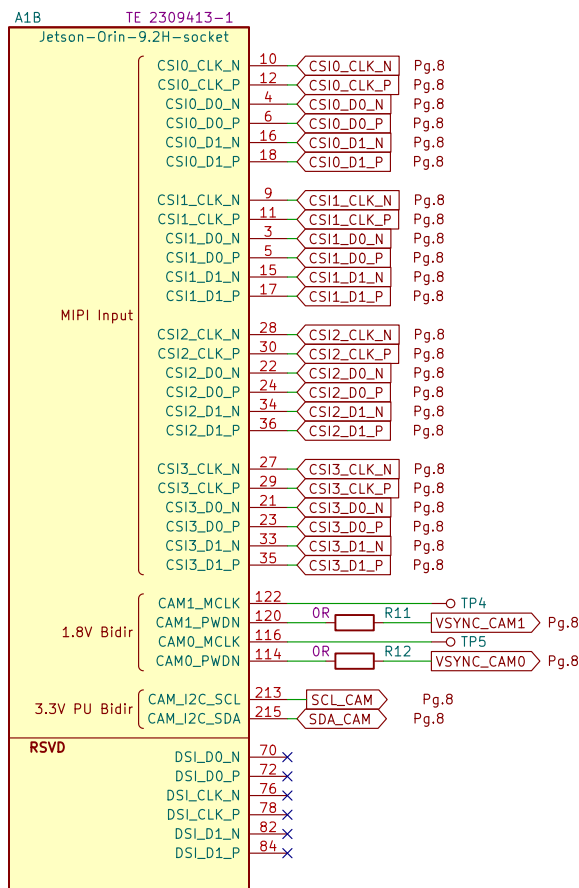 A1B TE 2309413-1
Jetson-Orin-9.2H-socket
CSI0_CLK_N 10 CSI0_CLK_N Pg.8
CSI0_CLK_P 12 CSI0_CLK_P Pg.8
CSI0_D0_N 4 CSI0_D0_N Pg.8
CSI0_D0_P 6 CSI0_D0_P Pg.8
CSI0_D1_N 16 CSI0_D1_N Pg.8
CSI0_D1_P 18 CSI0_D1_P Pg.8
CSI1_CLK_N 9 CSI1_CLK_N Pg.8
CSI1_CLK_P 11 CSI1_CLK_P Pg.8
CSI1_D0_N 3 CSI1_D0_N Pg.8
CSI1_D0_P 5 CSI1_D0_P Pg.8
CSI1_D1_N 15 CSI1_D1_N Pg.8
CSI1_D1_P 17 CSI1_D1_P Pg.8
MIPI Input
CSI2_CLK_N 28 CSI2_CLK_N Pg.8
CSI2_CLK_P 30 CSI2_CLK_P Pg.8
CSI2_D0_N 22 CSI2_D0_N Pg.8
CSI2_D0_P 24 CSI2_D0_P Pg.8
CSI2_D1_N 34 CSI2_D1_N Pg.8
CSI2_D1_P 36 CSI2_D1_P Pg.8
CSI3_CLK_N 27 CSI3_CLK_N Pg.8
CSI3_CLK_P 29 CSI3_CLK_P Pg.8
CSI3_D0_N 21 CSI3_D0_N Pg.8
CSI3_D0_P 23 CSI3_D0_P Pg.8
CSI3_D1_N 33 CSI3_D1_N Pg.8
CSI3_D1_P 35 CSI3_D1_P Pg.8
CAM1_MCLK 122 TP4
0R R11
CAM1_PWDN 120 VSYNC_CAM1 Pg.8
1.8V Bidir
CAM0_MCLK 116 TP5
0R R12
CAM0_PWDN 114 VSYNC_CAM0 Pg.8
CAM_I2C_SCL 213 SCL_CAM Pg.8
3.3V PU Bidir
CAM_I2C_SDA 215 SDA_CAM Pg.8
RSVD
DSI_D0_N 70
DSI_D0_P 72
DSI_CLK_N 76
DSI_CLK_P 78
DSI_D1_N 82
DSI_D1_P 84